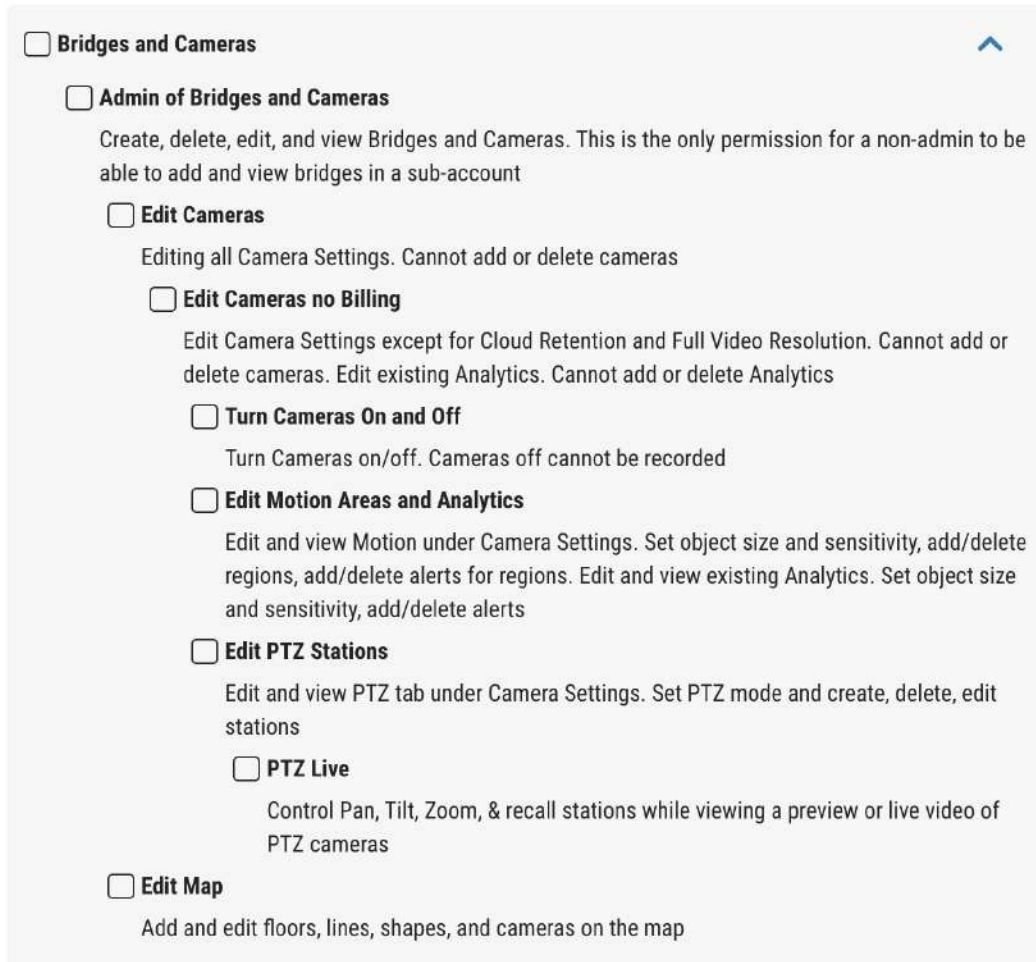 Bridges and Cameras
Admin of Bridges and Cameras
Create, delete, edit, and view Bridges and Cameras. This is the only permission for a non-admin to be
able to add and view bridges in a sub-account
Edit Cameras
Editing all Camera Settings. Cannot add or delete cameras
Edit Cameras no Billing
Edit Camera Settings except for Cloud Retention and Full Video Resolution. Cannot add or
delete cameras. Edit existing Analytics. Cannot add or delete Analytics
Turn Cameras On and Off
Turn Cameras on/off. Cameras off cannot be recorded
Edit Motion Areas and Analytics
Edit and view Motion under Camera Settings. Set object size and sensitivity, add/delete
regions, add/delete alerts for regions. Edit and view existing Analytics. Set object size
and sensitivity, add/delete alerts
Edit PTZ Stations
Edit and view PTZ tab under Camera Settings. Set PTZ mode and create, delete, edit
stations
PTZ Live
Control Pan, Tilt, Zoom, & recall stations while viewing a preview or live video of
PTZ cameras
Edit Map
Add and edit floors, lines, shapes, and cameras on the map